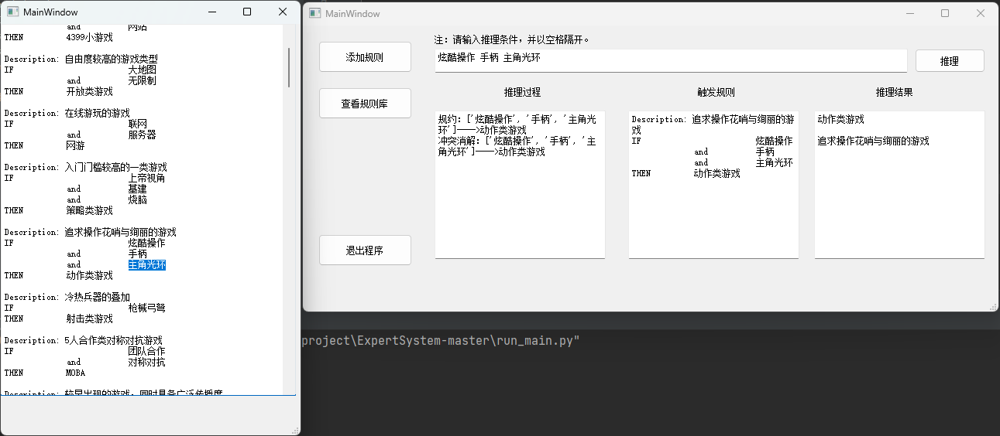 MainWindow
and 网站
THEN 4399小游戏
Description: 自由度较高的游戏类型
IF 大地图
and 无限制
THEN 开放类游戏
Description: 在线游玩的游戏
IF 联网
and 服务器
THEN 网游
Description: 入门门槛较高的一类游戏
IF 上帝视角
and 基建
and 烧脑
THEN 策略类游戏
Description: 追求操作花哨与绚丽的游戏
IF 炫酷操作
and 手柄
and 主角光环
THEN 动作类游戏
Description: 冷热兵器的叠加
IF 枪械弓弩
THEN 射击类游戏
Description: 5人合作类对称对抗游戏
IF 团队合作
and 对称对抗
THEN MOBA
Description: 较早出现的游戏，同时具备广泛传播度
MainWindow
添加规则
查看规则库
退出程序
注：请输入推理条件，并以空格隔开。
炫酷操作 手柄 主角光环
推理
推理过程
规约：['炫酷操作', '手柄', '主角光
环']--->动作类游戏
冲突消解：['炫酷操作', '手柄', '主
角光环']--->动作类游戏
触发规则
Description: 追求操作花哨与绚丽的游
戏
IF 炫酷操作
and 手柄
and 主角光环
THEN 动作类游戏
推理结果
动作类游戏
追求操作花哨与绚丽的游戏
project\ExpertSystem-master\run_main.py"